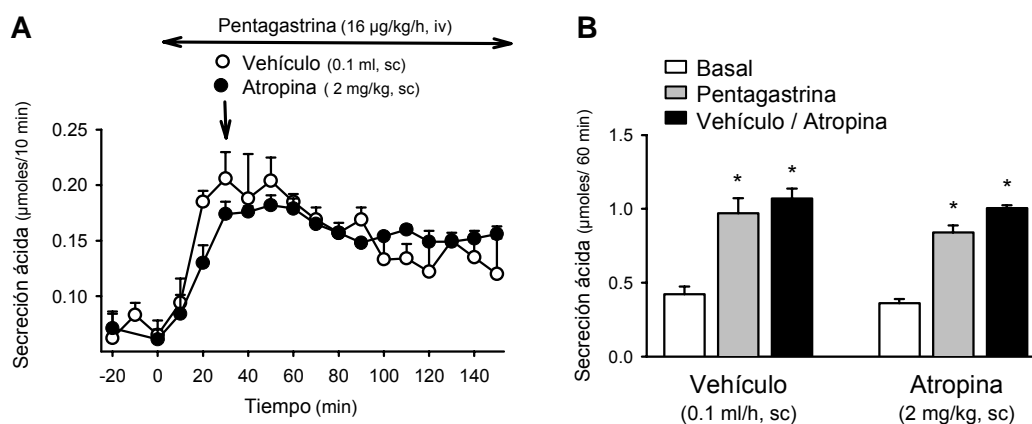 A
Pentagastrina (16 µg/kg/h, iv)
Vehículo (0.1 ml, sc)
Atropina ( 2 mg/kg, sc)
Secreción ácida (µmoles/10 min)
0.25
0.20
0.15
0.10
-20 0 20 40 60 80 100 120 140
Tiempo (min)
B
Basal
Pentagastrina
Vehículo / Atropina
Secreción ácida (µmoles/ 60 min)
1.5
1.0
0.5
0.0
* * * *
Vehículo
(0.1 ml/h, sc)
Atropina
(2 mg/kg, sc)